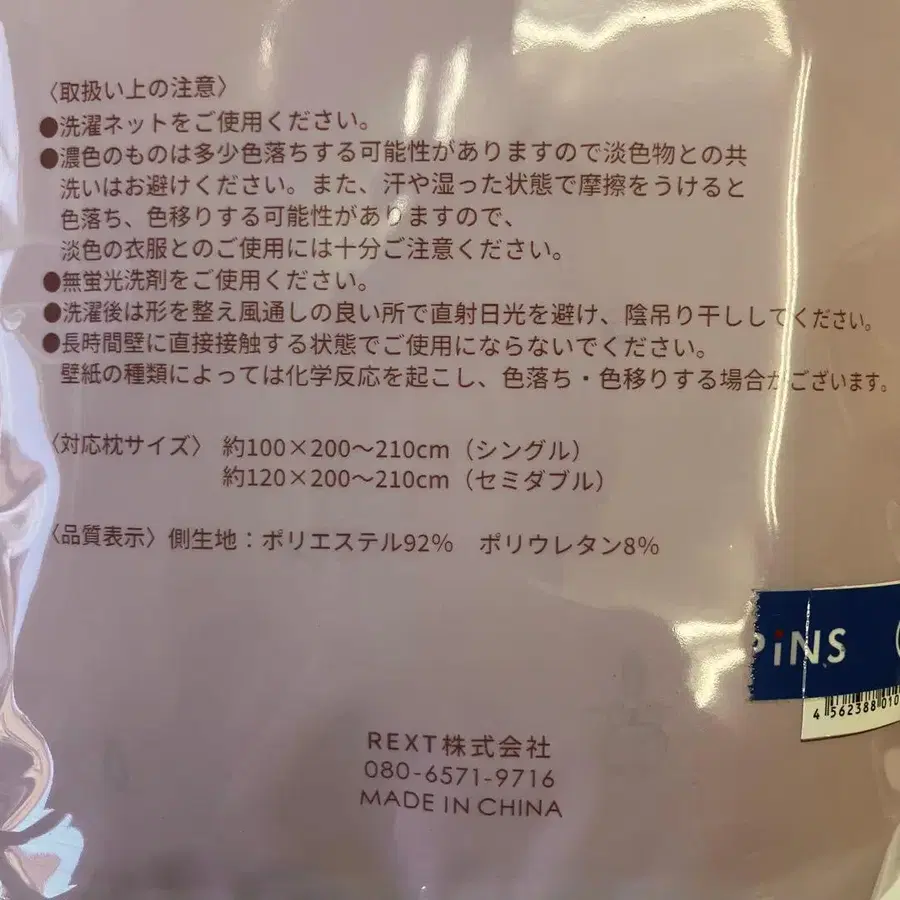 〈取扱い上の注意〉
●洗濯ネットをご使用ください。
●濃色のものは多少色落ちする可能性がありますので淡色物との共
洗いはお避けください。また、汗や湿った状態で摩擦をうけると
色落ち、色移りする可能性がありますので、
淡色の衣服とのご使用には十分ご注意ください。
●無蛍光洗剤をご使用ください。
●洗濯後は形を整え風通しの良い所で直射日光を避け、陰吊り干ししてください。
●長時間壁に直接接触する状態でご使用にならないでください。
壁紙の種類によっては化学反応を起こし、色落ち・色移りする場合がございます。
〈対応枕サイズ〉 約100×200〜210cm（シングル）
約120×200〜210cm（セミダブル）
〈品質表示〉側生地：ポリエステル92% ポリウレタン8%
PiNS
4 562388 010
REXT株式会社
080-6571-9716
MADE IN CHINA